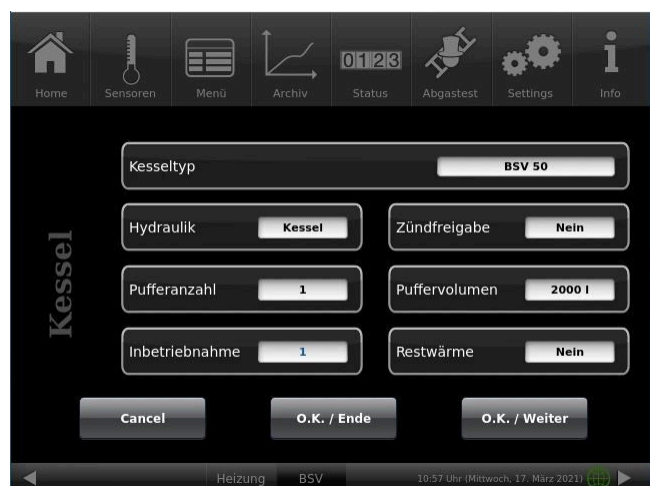 0123
Home Sensoren Menü Archiv Status Abgastest Settings Info
Kessel
Kesseltyp BSV 50
Hydraulik Kessel Zündfreigabe Nein
Pufferanzahl 1 Puffervolumen 2000 l
Inbetriebnahme 1 Restwärme Nein
Cancel O.K. / Ende O.K. / Weiter
Heizung BSV 10:57 Uhr (Mittwoch, 17. März 2021)